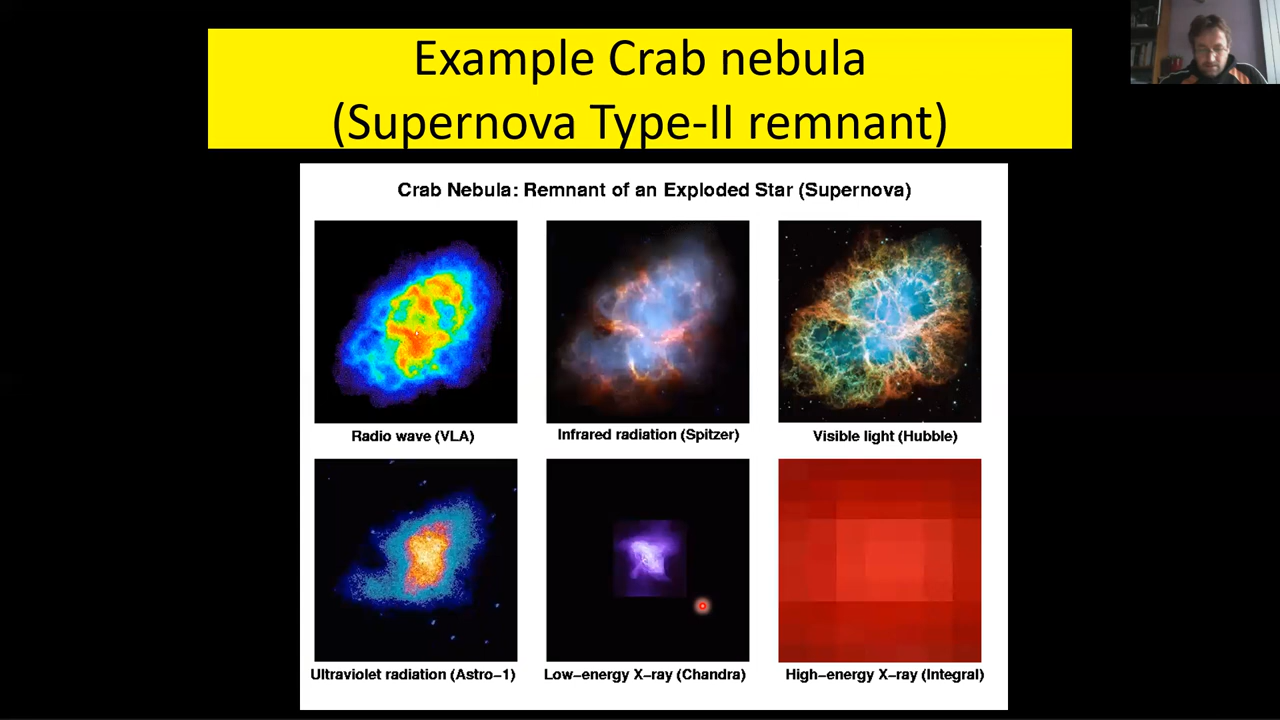 Example Crab nebula
(Supernova Type-II remnant)
Crab Nebula: Remnant of an Exploded Star (Supernova)
Radio wave (VLA)
Infrared radiation (Spitzer)
Visible light (Hubble)
Ultraviolet radiation (Astro-1)
Low-energy X-ray (Chandra)
High-energy X-ray (Integral)